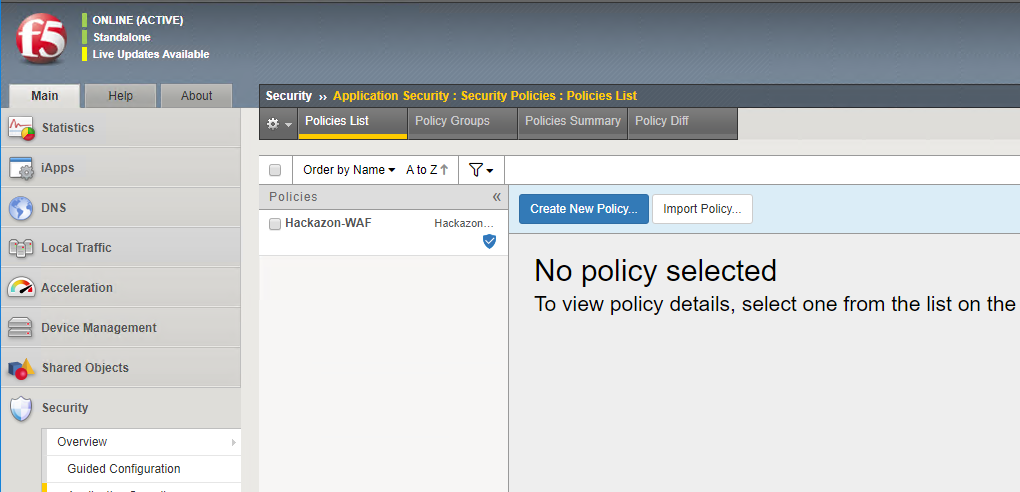 f5
ONLINE (ACTIVE)
Standalone
Live Updates Available
Main Help About
Security ›› Application Security : Security Policies : Policies List
Policies List Policy Groups Policies Summary Policy Diff
Statistics
iApps
DNS
Local Traffic
Acceleration
Device Management
Shared Objects
Security
Overview
Guided Configuration
Order by Name A to Z
Policies «
Hackazon-WAF Hackazon...
Create New Policy... Import Policy...
No policy selected
To view policy details, select one from the list on the